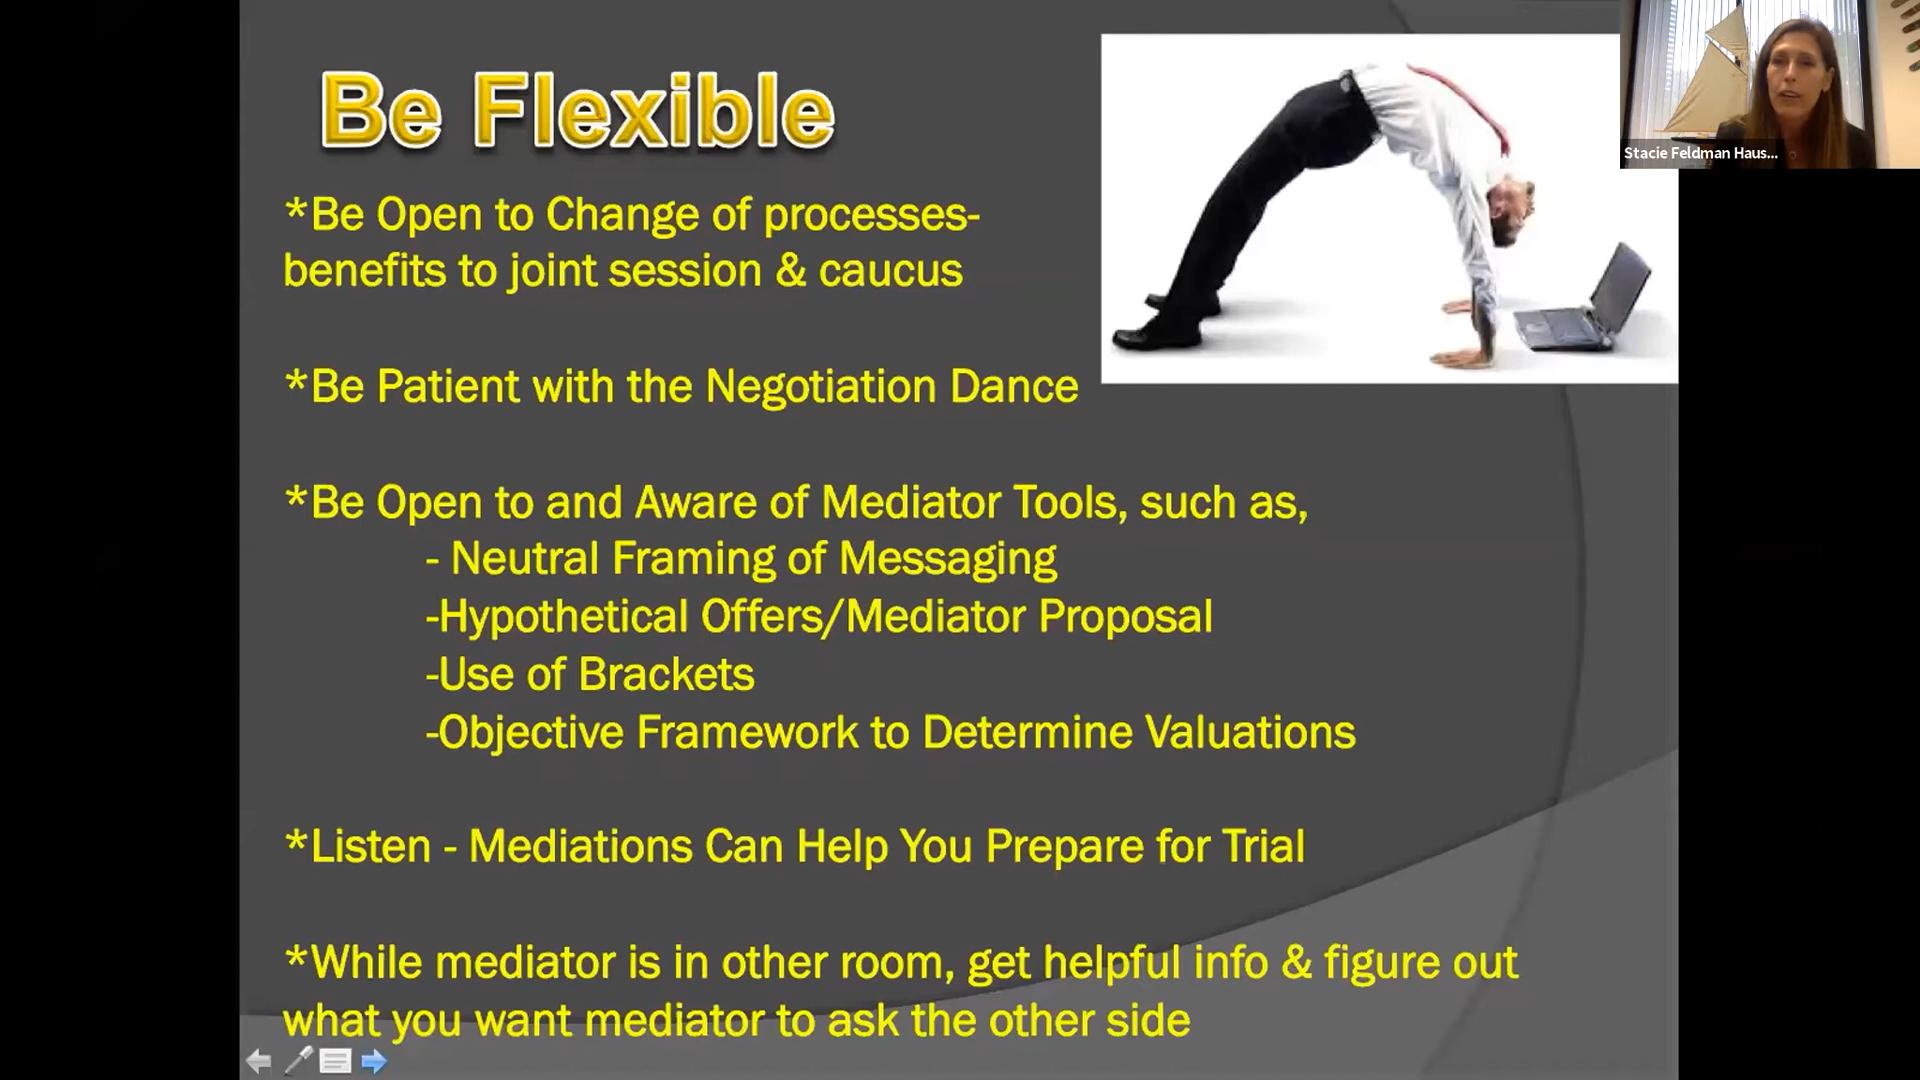 Be Flexible
*Be Open to Change of processes-
benefits to joint session & caucus
*Be Patient with the Negotiation Dance
*Be Open to and Aware of Mediator Tools, such as,
- Neutral Framing of Messaging
-Hypothetical Offers/Mediator Proposal
-Use of Brackets
-Objective Framework to Determine Valuations
*Listen - Mediations Can Help You Prepare for Trial
*While mediator is in other room, get helpful info & figure out
what you want mediator to ask the other side
Stacie Feldman Haus...